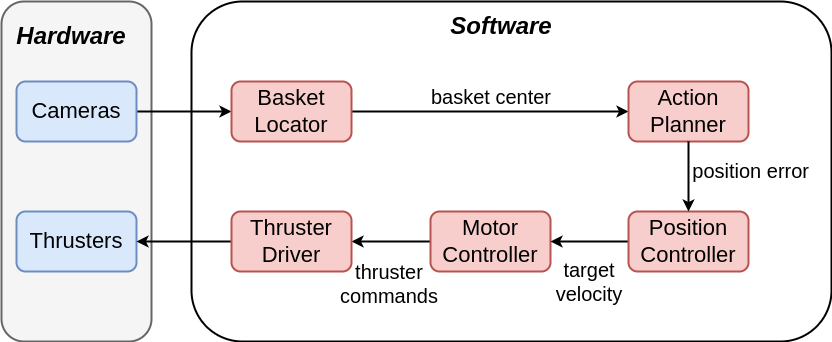 Hardware
Software
Cameras
Basket
Locator
basket center
Action
Planner
position error
Thrusters
Thruster
Driver
thruster
commands
Motor
Controller
target
velocity
Position
Controller